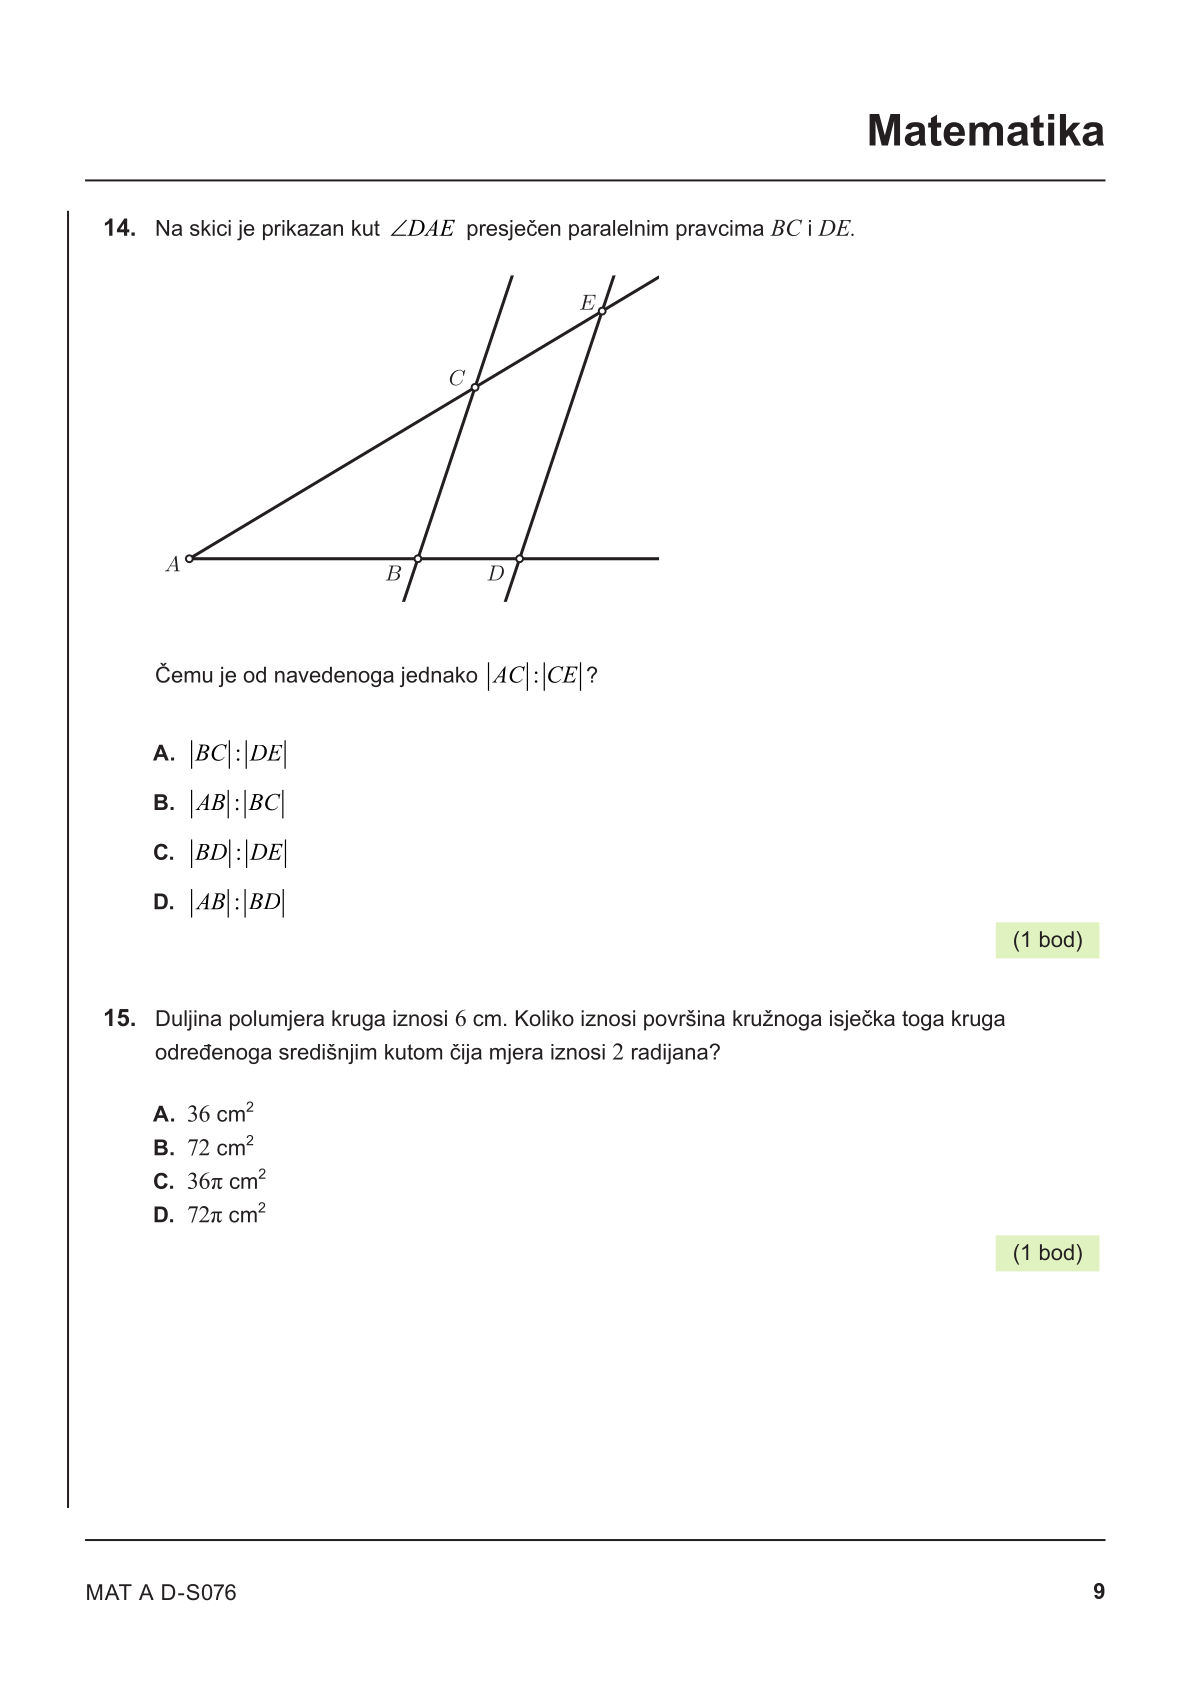 Matematika
14. Na skici je prikazan kut ∠DAE presječen paralelnim pravcima BC i DE.
E
C
A
B
D
Čemu je od navedenoga jednako |AC|:|CE|?
A. |BC|:|DE|
B. |AB|:|BC|
C. |BD|:|DE|
D. |AB|:|BD|
(1 bod)
15. Duljina polumjera kruga iznosi 6 cm. Koliko iznosi površina kružnoga isječka toga kruga
određenoga središnjim kutom čija mjera iznosi 2 radijana?
A. 36 cm²
B. 72 cm²
C. 36π cm²
D. 72π cm²
(1 bod)
MAT A D-S076
9